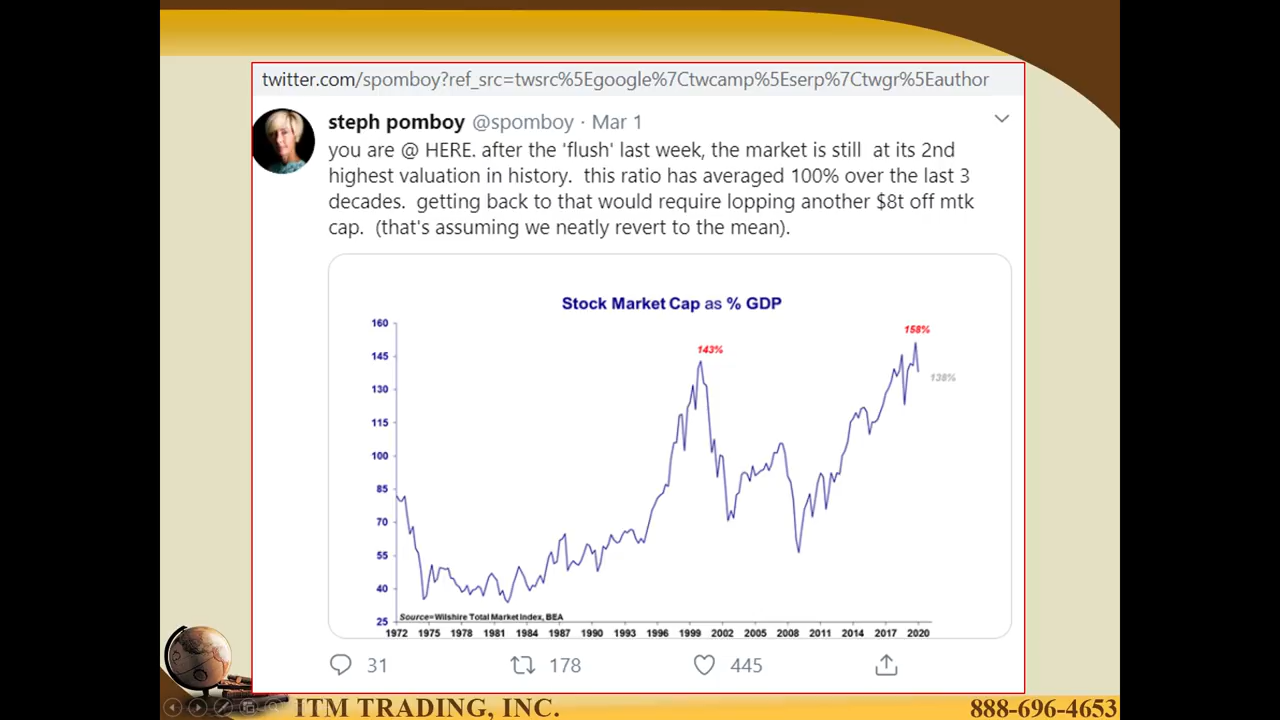 twitter.com/spomboy?ref_src=twsrc%5Egoogle%7Ctwcamp%5Eserp%7Ctwgr%5Eauthor
steph pomboy @spomboy · Mar 1
you are @ HERE. after the 'flush' last week, the market is still at its 2nd
highest valuation in history. this ratio has averaged 100% over the last 3
decades. getting back to that would require lopping another $8t off mtk
cap. (that's assuming we neatly revert to the mean).
Stock Market Cap as % GDP
160
158%
143%
145
138%
130
115
100
85
70
55
40
Source=Wilshire Total Market Index, BEA
25
1972 1975 1978 1981 1984 1987 1990 1993 1996 1999 2002 2005 2008 2011 2014 2017 2020
31 178 445
ITM TRADING, INC. 888-696-4653